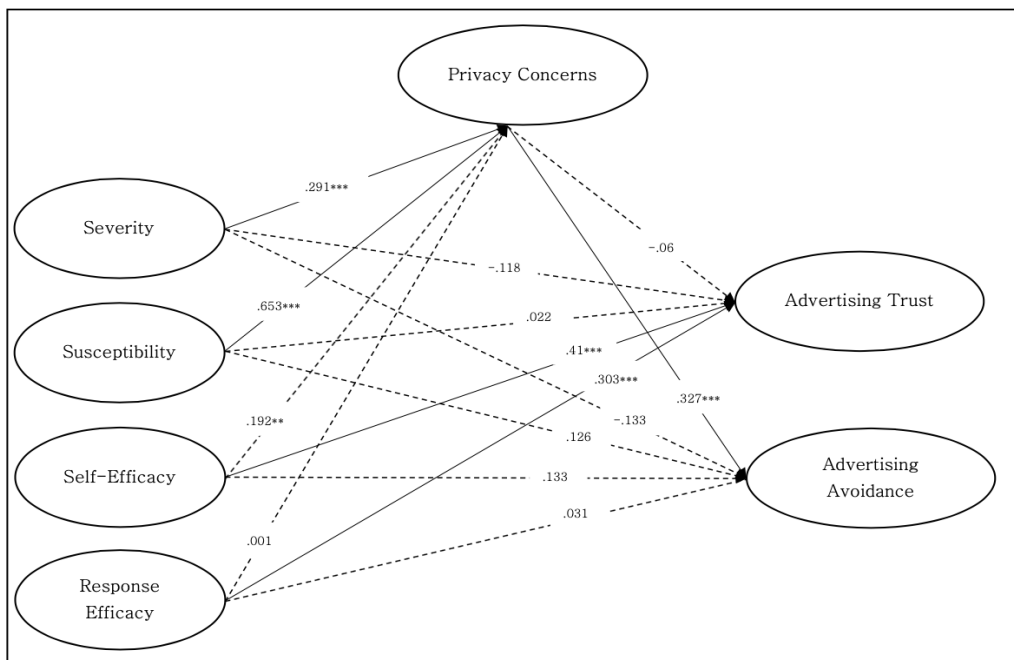 Privacy Concerns
.291***
Severity
-.06
-.118
Advertising Trust
.653***
.022
Susceptibility
.41***
.303***
.327***
.192**
-.133
.126
Self-Efficacy
.133
Advertising
Avoidance
.031
.001
Response
Efficacy